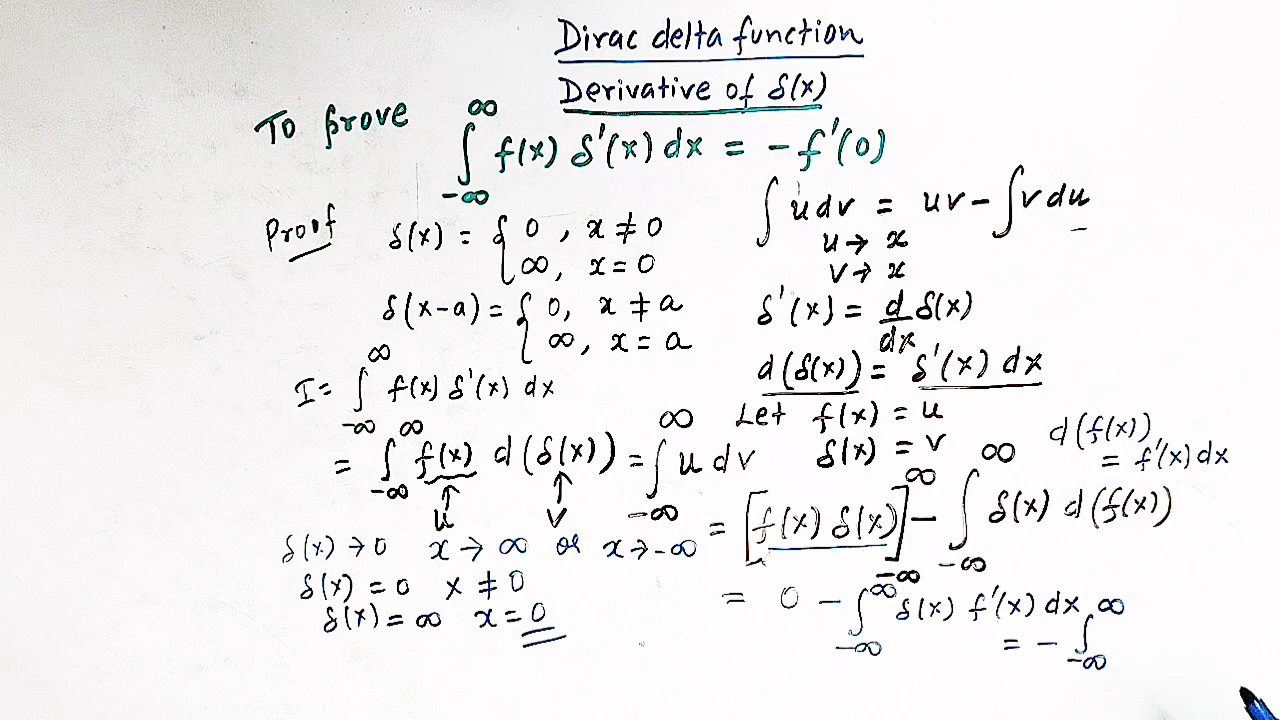 Dirac delta function
Derivative of δ(x)
To prove ∫_{-∞}^{∞} f(x) δ'(x) dx = -f'(0)
Proof δ(x) = { 0, x ≠ 0
∞, x = 0
δ(x-a) = { 0, x ≠ a
∞, x = a
I = ∫_{-∞}^{∞} f(x) δ'(x) dx
= ∫_{-∞}^{∞} f(x) d(δ(x)) = ∫_{-∞}^{∞} u dv
↑ u ↑ v
δ(x) → 0 x → ∞ or x → -∞
δ(x) = 0 x ≠ 0
δ(x) = ∞ x = 0
∫ u dv = uv - ∫ v du
u → x
v → x
δ'(x) = d/dx δ(x)
d(δ(x)) = δ'(x) dx
Let f(x) = u
δ(x) = v
d(f(x))
= f'(x) dx
= [f(x) δ(x)]_{-∞}^{∞} - ∫_{-∞}^{∞} δ(x) d(f(x))
= 0 - ∫_{-∞}^{∞} δ(x) f'(x) dx
= - ∫_{-∞}^{∞}